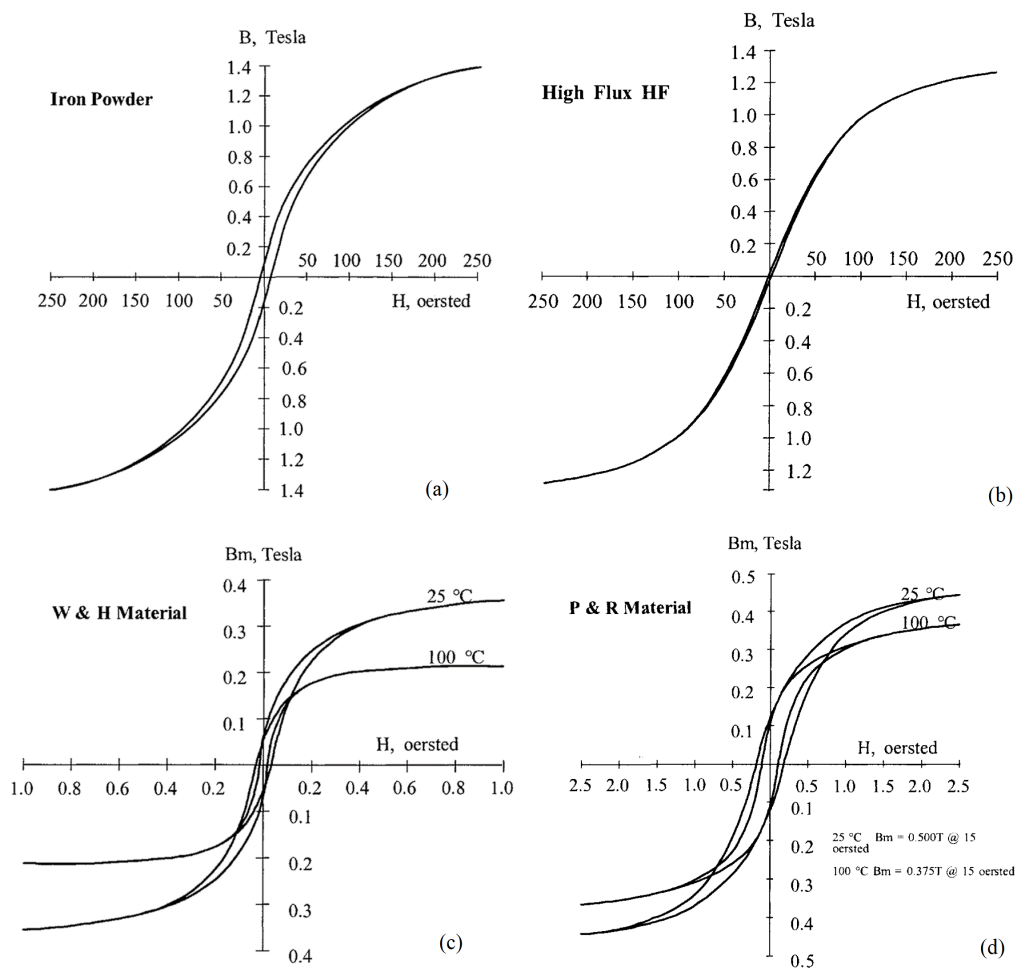 B, Tesla
1.4
1.2
1.0
0.8
0.6
0.4
0.2
Iron Powder
50 100 150 200 250
250 200 150 100 50
H, oersted
0.2
0.4
0.6
0.8
1.0
1.2
1.4
(a)
B, Tesla
1.4
1.2
1.0
0.8
0.6
0.4
0.2
High Flux HF
50 100 150 200 250
250 200 150 100 50
H, oersted
0.2
0.4
0.6
0.8
1.0
1.2
(b)
Bm, Tesla
0.4
0.3
0.2
0.1
W & H Material
25 °C
100 °C
H, oersted
1.0 0.8 0.6 0.4 0.2 0.2 0.4 0.6 0.8 1.0
0.1
0.2
0.3
0.4
(c)
Bm, Tesla
0.5
0.4
0.3
0.2
0.1
P & R Material
25 °C
100 °C
H, oersted
2.5 2.0 1.5 1.0 0.5 0.5 1.0 1.5 2.0 2.5
0.1
0.2
0.3
0.4
0.5
25 °C Bm = 0.500T @ 15
oersted
100 °C Bm = 0.375T @ 15 oersted
(d)